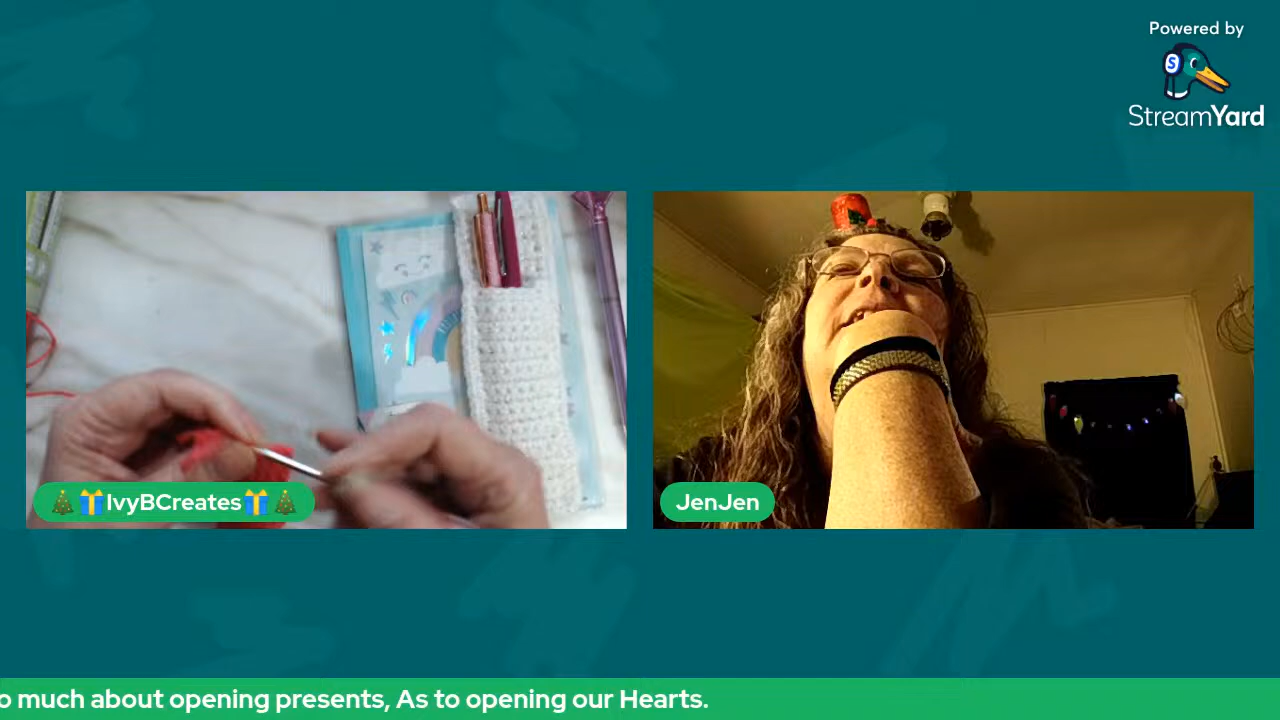 Powered by
StreamYard
🎄🎁IvyBCreates🎁🎄
JenJen
o much about opening presents, As to opening our Hearts.